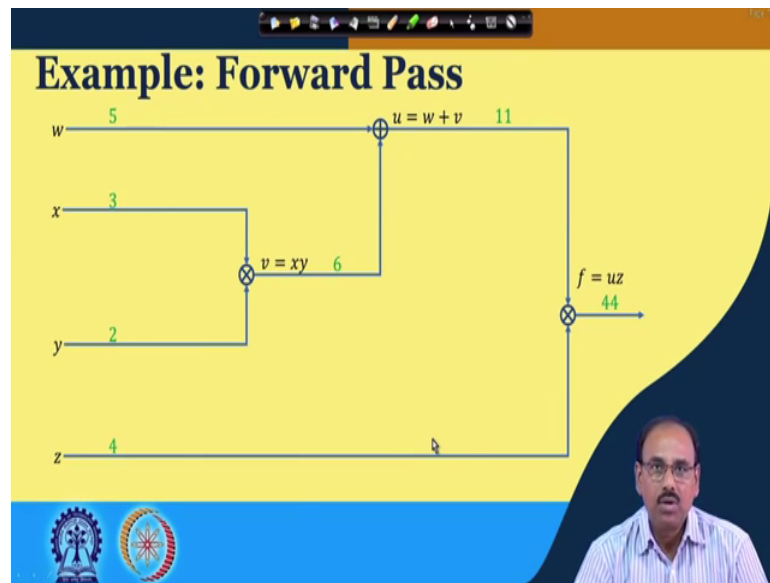 Example: Forward Pass
w 5 u = w + v 11
x 3
v = xy 6 f = uz
44
y 2
z 4